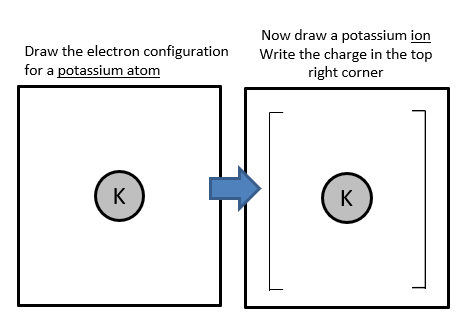 Draw the electron configuration
for a potassium atom
Now draw a potassium ion
Write the charge in the top
right corner
K
K